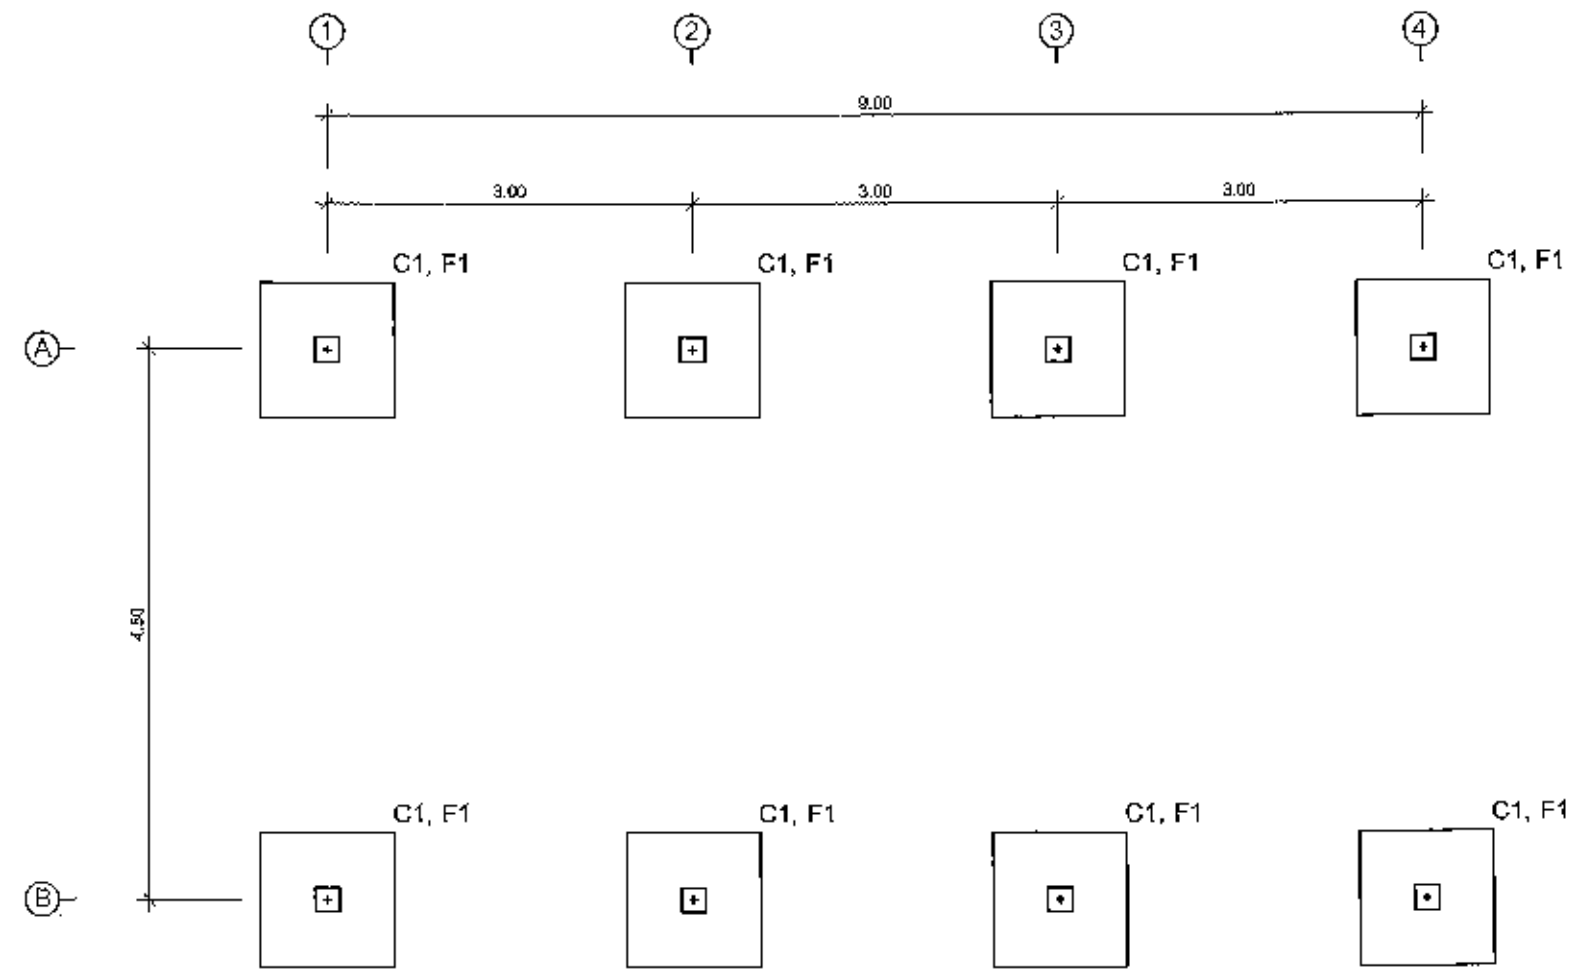 1 2 3 4
9.00
3.00 3.00 3.00
C1, F1 C1, F1 C1, F1 C1, F1
A
4.50
C1, F1 C1, F1 C1, F1 C1, F1
B